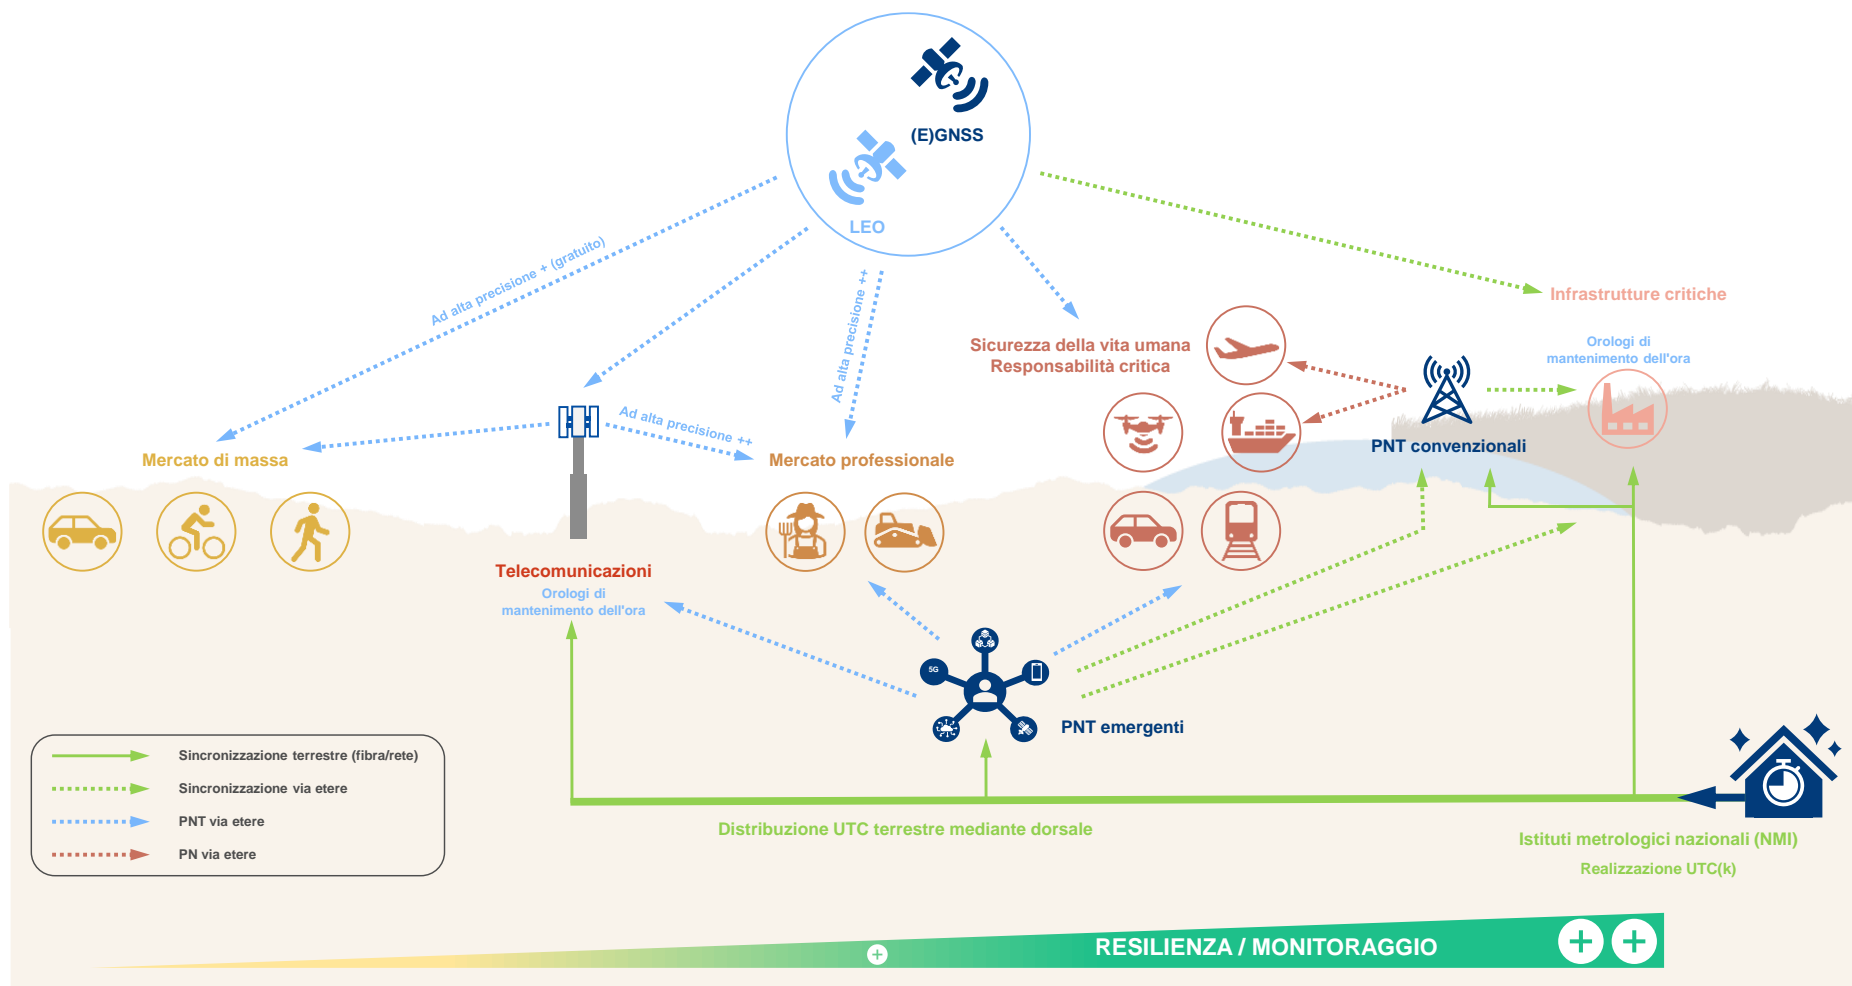 (E)GNSS
LEO
Ad alta precisione + (gratuito)
Ad alta precisione ++
Ad alta precisione ++
Infrastrutture critiche
Orologi di
mantenimento dell'ora
Sicurezza della vita umana
Responsabilità critica
PNT convenzionali
Mercato di massa
Mercato professionale
Telecomunicazioni
Orologi di
mantenimento dell'ora
5G
PNT emergenti
Sincronizzazione terrestre (fibra/rete)
Sincronizzazione via etere
PNT via etere
PN via etere
Distribuzione UTC terrestre mediante dorsale
Istituti metrologici nazionali (NMI)
Realizzazione UTC(k)
RESILIENZA / MONITORAGGIO